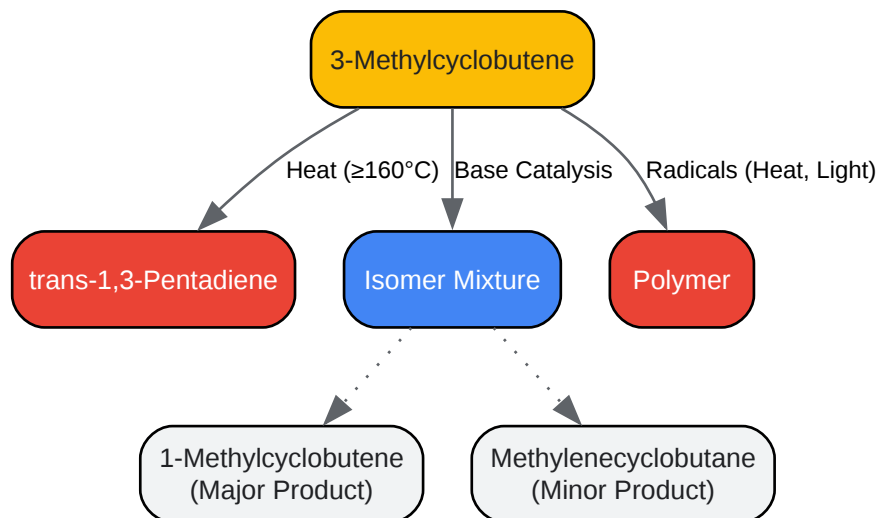 3-Methylcyclobutene
Heat (≥160°C)
Base Catalysis
Radicals (Heat, Light)
trans-1,3-Pentadiene
Isomer Mixture
Polymer
1-Methylcyclobutene
(Major Product)
Methylenecyclobutane
(Minor Product)